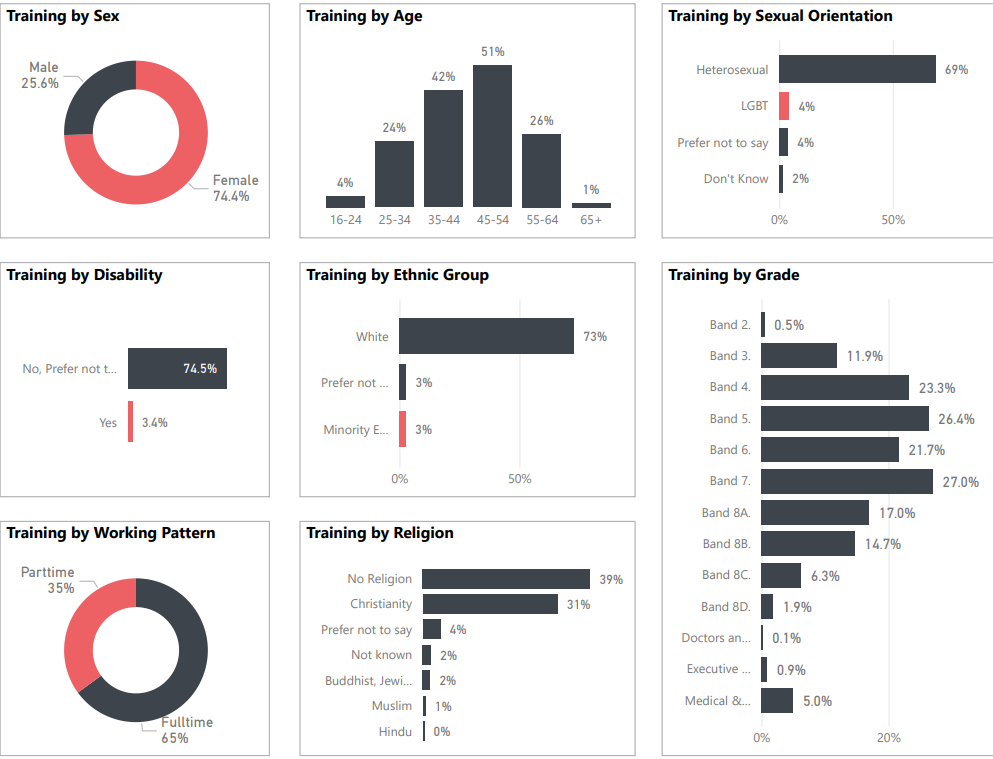 Training by Sex
Male
25.6%
Female
74.4%
Training by Age
4%
24%
42%
51%
26%
1%
16-24
25-34
35-44
45-54
55-64
65+
Training by Sexual Orientation
Heterosexual
69%
LGBT
4%
Prefer not to say
4%
Don't Know
2%
0%
50%
Training by Disability
No, Prefer not t...
74.5%
Yes
3.4%
Training by Ethnic Group
White
73%
Prefer not ...
3%
Minority E...
3%
0%
50%
Training by Grade
Band 2.
0.5%
Band 3.
11.9%
Band 4.
23.3%
Band 5.
26.4%
Band 6.
21.7%
Band 7.
27.0%
Band 8A.
17.0%
Band 8B.
14.7%
Band 8C.
6.3%
Band 8D.
1.9%
Doctors an...
0.1%
Executive ...
0.9%
Medical &...
5.0%
0%
20%
Training by Working Pattern
Parttime
35%
Fulltime
65%
Training by Religion
No Religion
39%
Christianity
31%
Prefer not to say
4%
Not known
2%
Buddhist, Jewi...
2%
Muslim
1%
Hindu
0%